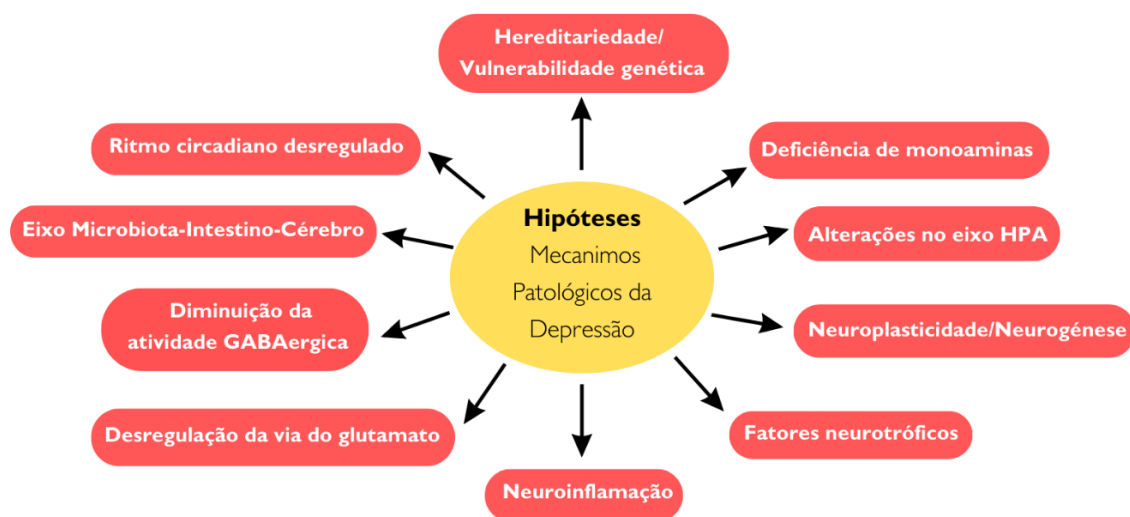 Hereditariedade/
Vulnerabilidade genética
Ritmo circadiano desregulado
Deficiência de monoaminas
Eixo Microbiota-Intestino-Cérebro
Alterações no eixo HPA
Hipóteses
Mecanimos
Patológicos da
Depressão
Diminuição da
atividade GABAergica
Neuroplasticidade/Neurogénese
Desregulação da via do glutamato
Fatores neurotróficos
Neuroinflamação